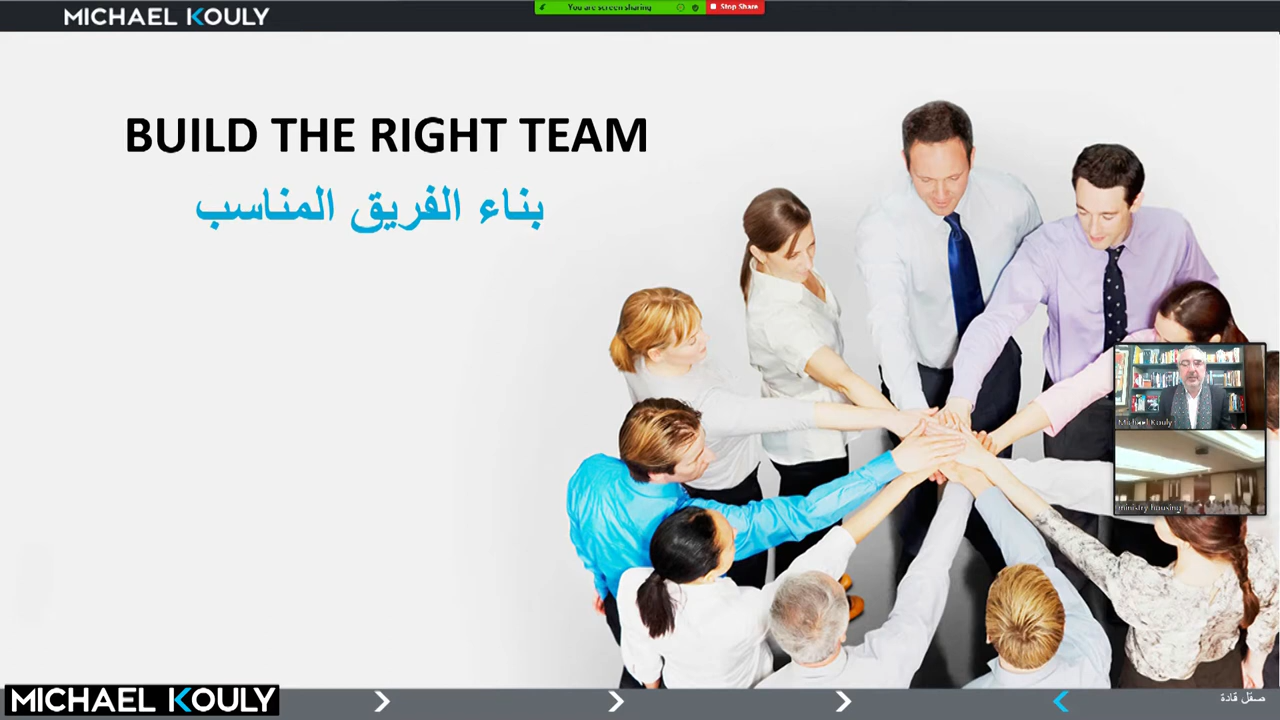 MICHAEL KOULY
You are screen sharing
Stop Share
BUILD THE RIGHT TEAM
بناء الفريق المناسب
Michael Kouly
ministry housing
MICHAEL KOULY
صقل قادة